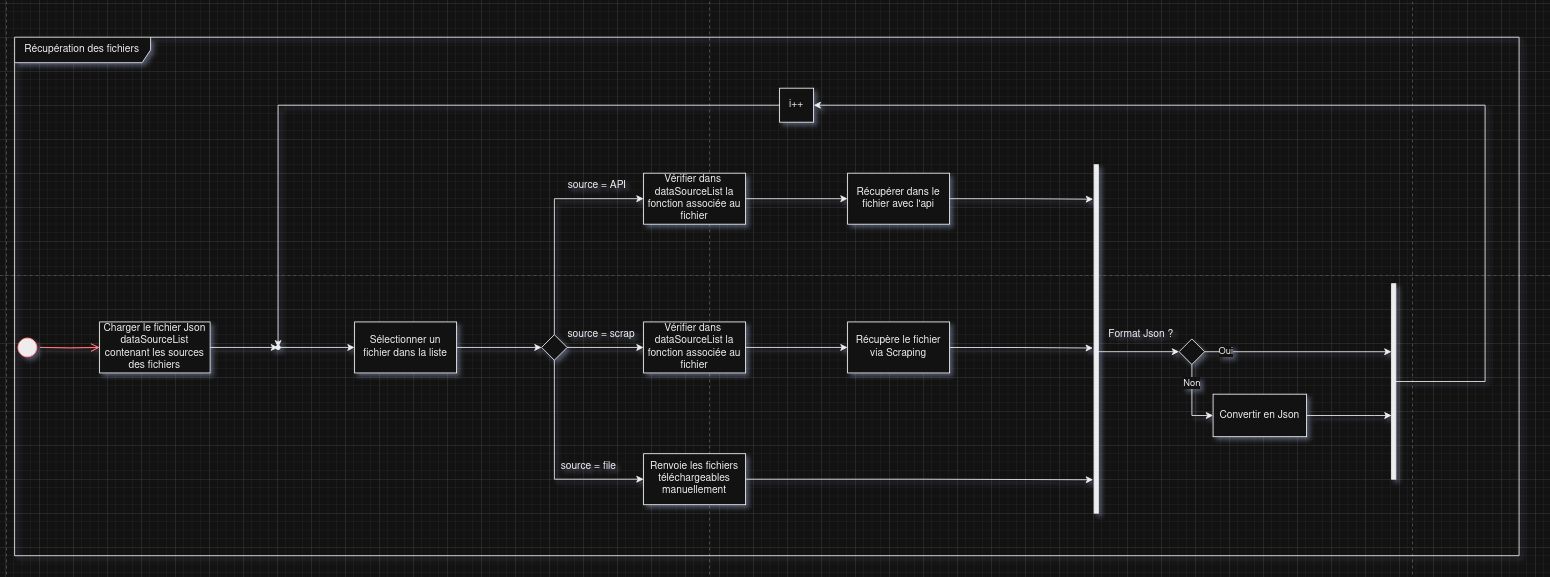 Récupération des fichiers
i++
source = API
Vérifier dans
dataSourceList la
fonction associée au
fichier
Récupérer dans le
fichier avec l'api
Charger le fichier Json
dataSourceList
contenant les sources
des fichiers
Sélectionner un
fichier dans la liste
source = scrap
Vérifier dans
dataSourceList la
fonction associée au
fichier
Récupère le fichier
via Scraping
Format Json ?
Oui
Non
Convertir en Json
source = file
Renvoie les fichiers
téléchargeables
manuellement